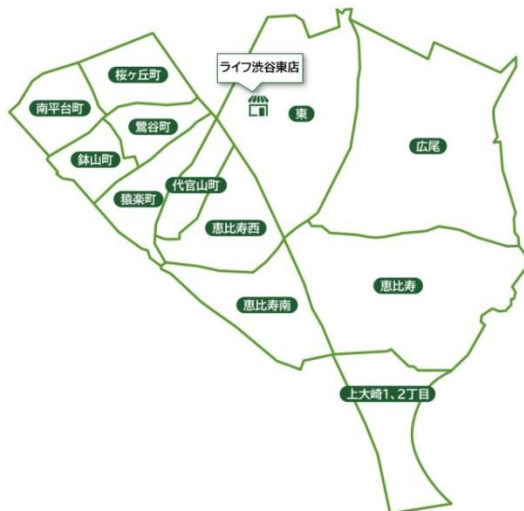 桜ヶ丘町
ライフ渋谷東店
南平台町
東
鶯谷町
広尾
鉢山町
代官山町
猿楽町
恵比寿西
恵比寿
恵比寿南
上大崎1、2丁目